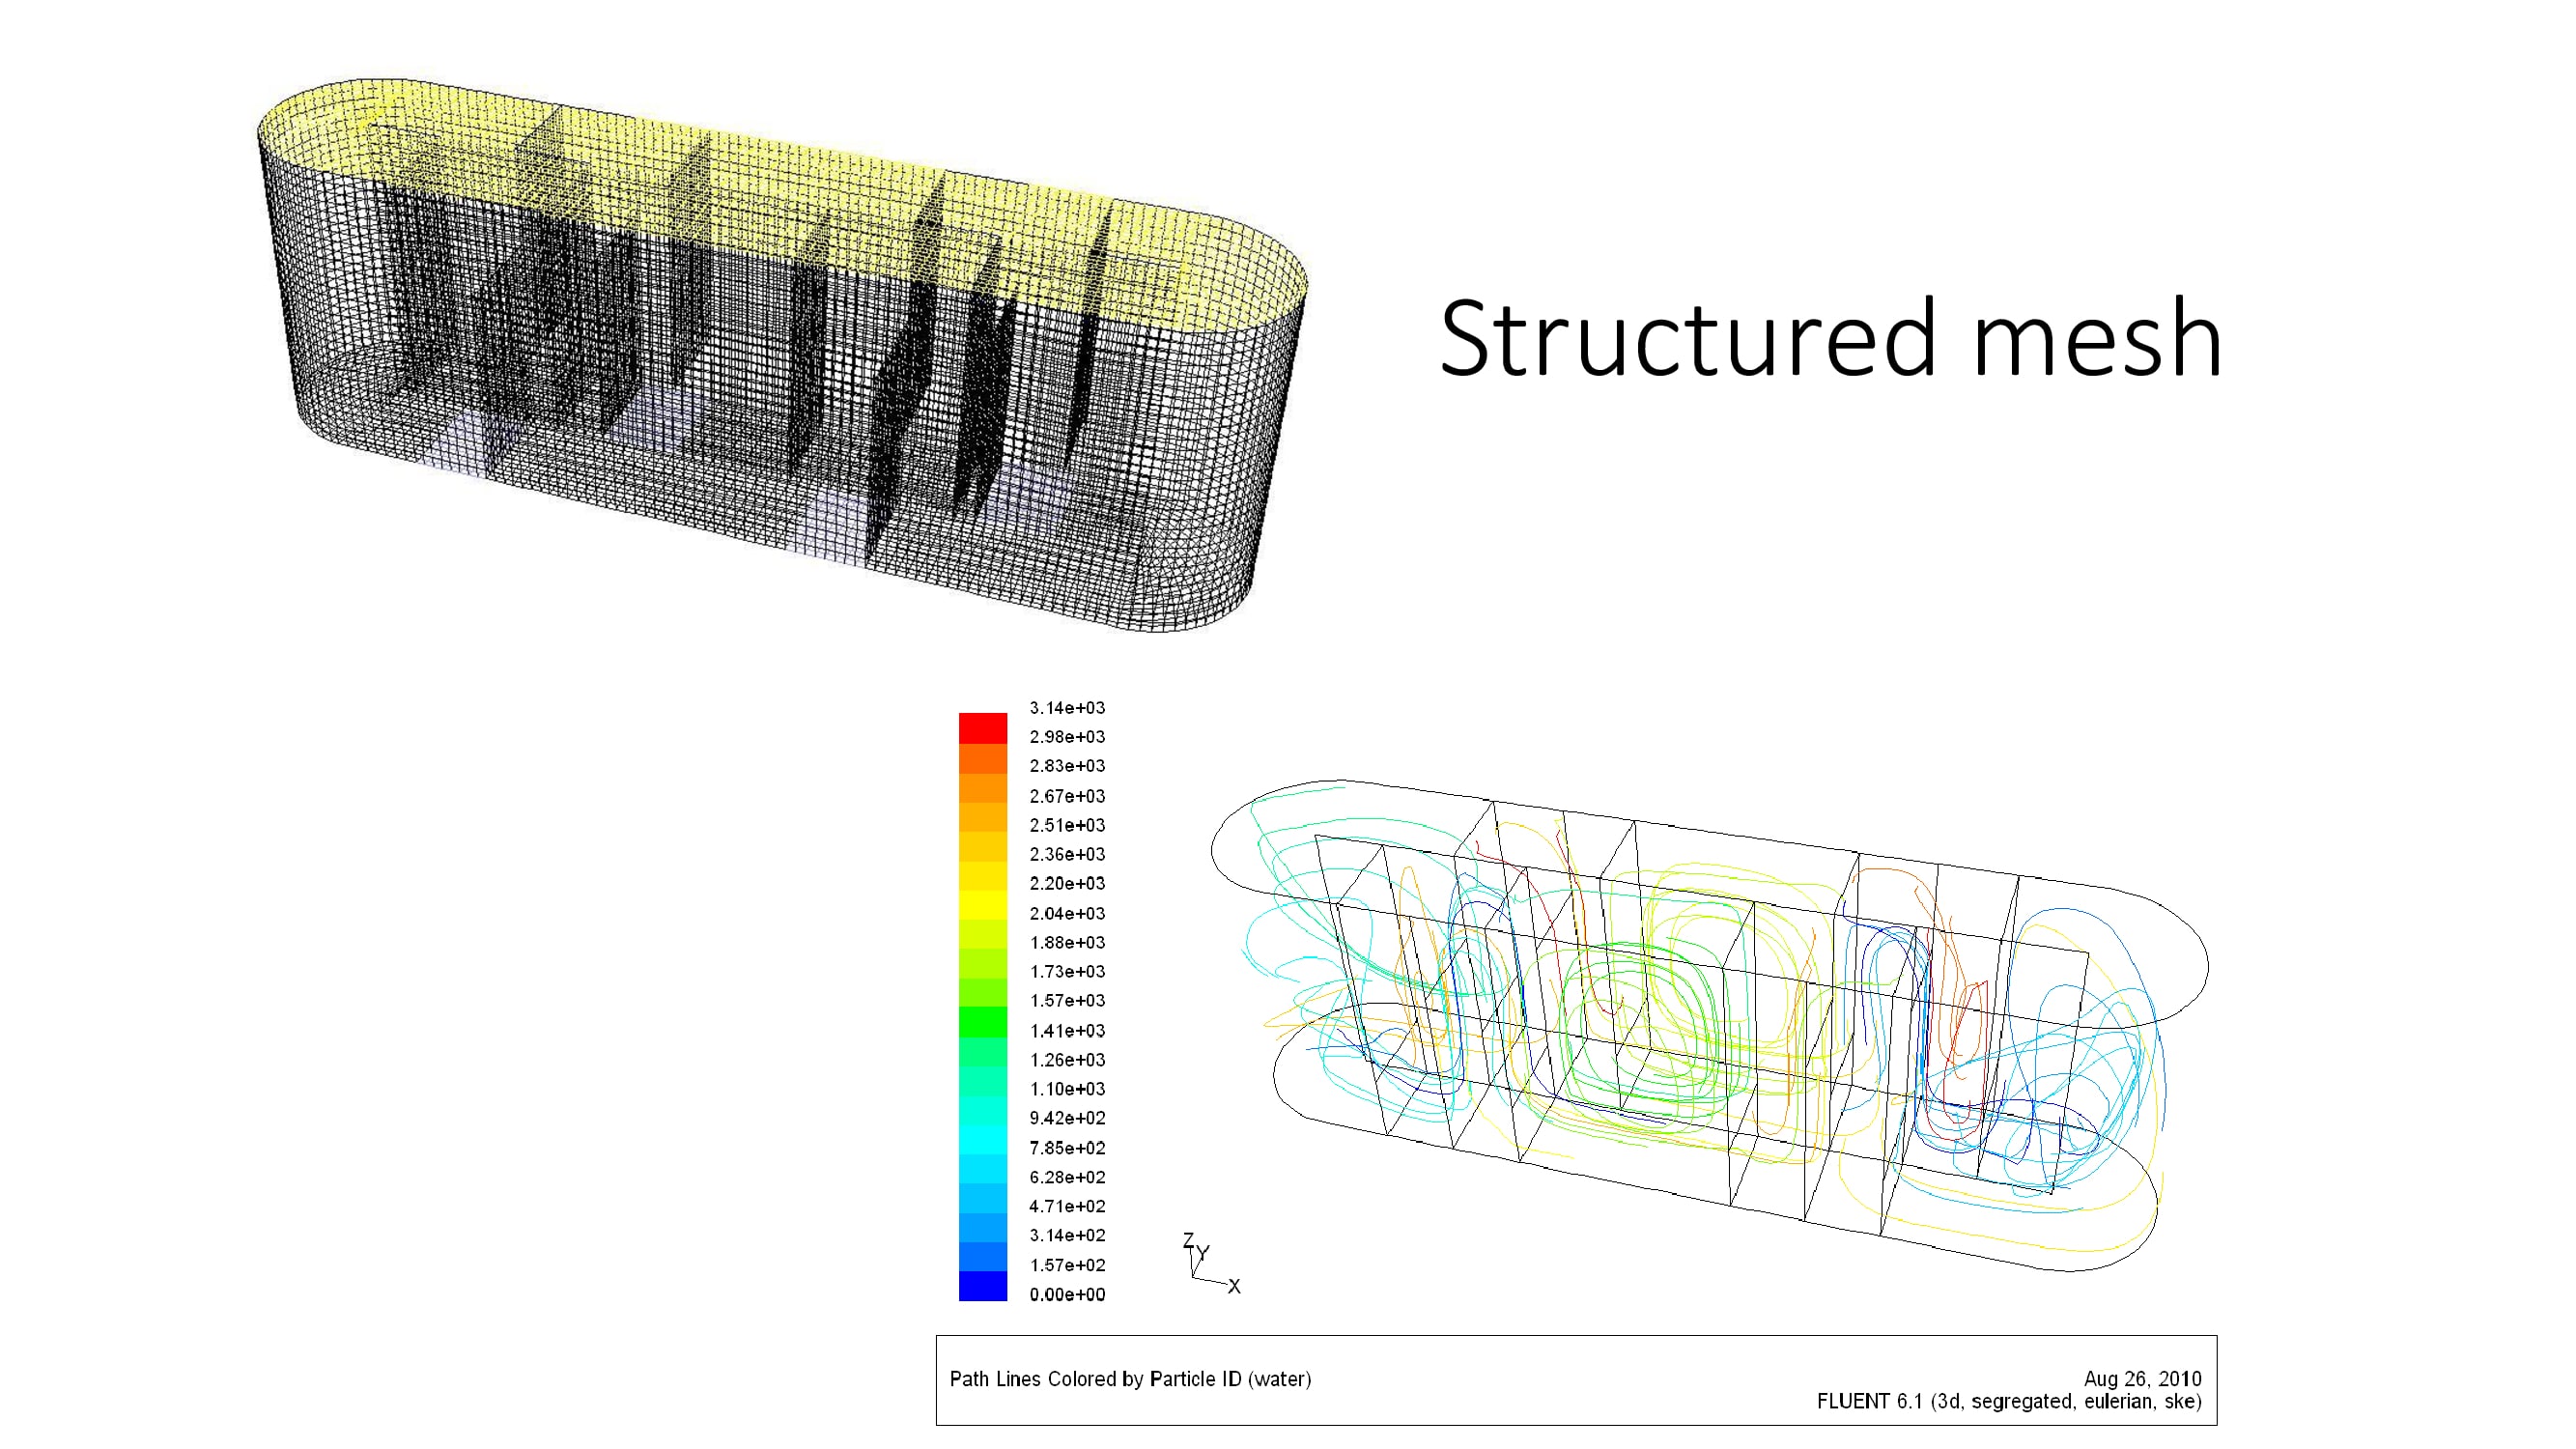 Structured mesh
3.14e+03
2.98e+03
2.83e+03
2.67e+03
2.51e+03
2.36e+03
2.20e+03
2.04e+03
1.88e+03
1.73e+03
1.57e+03
1.41e+03
1.26e+03
1.10e+03
9.42e+02
7.85e+02
6.28e+02
4.71e+02
3.14e+02
1.57e+02
0.00e+00
Z
Y
X
Path Lines Colored by Particle ID (water)
Aug 26, 2010
FLUENT 6.1 (3d, segregated, eulerian, ske)